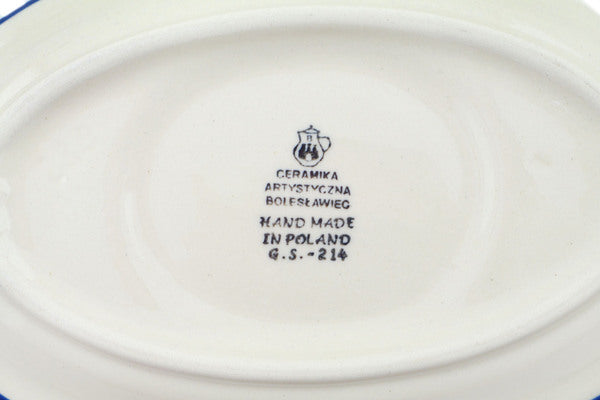 B
CERAMIKA
ARTYSTYCZNA
BOLESŁAWIEC
HAND MADE
IN POLAND
G.S.-214